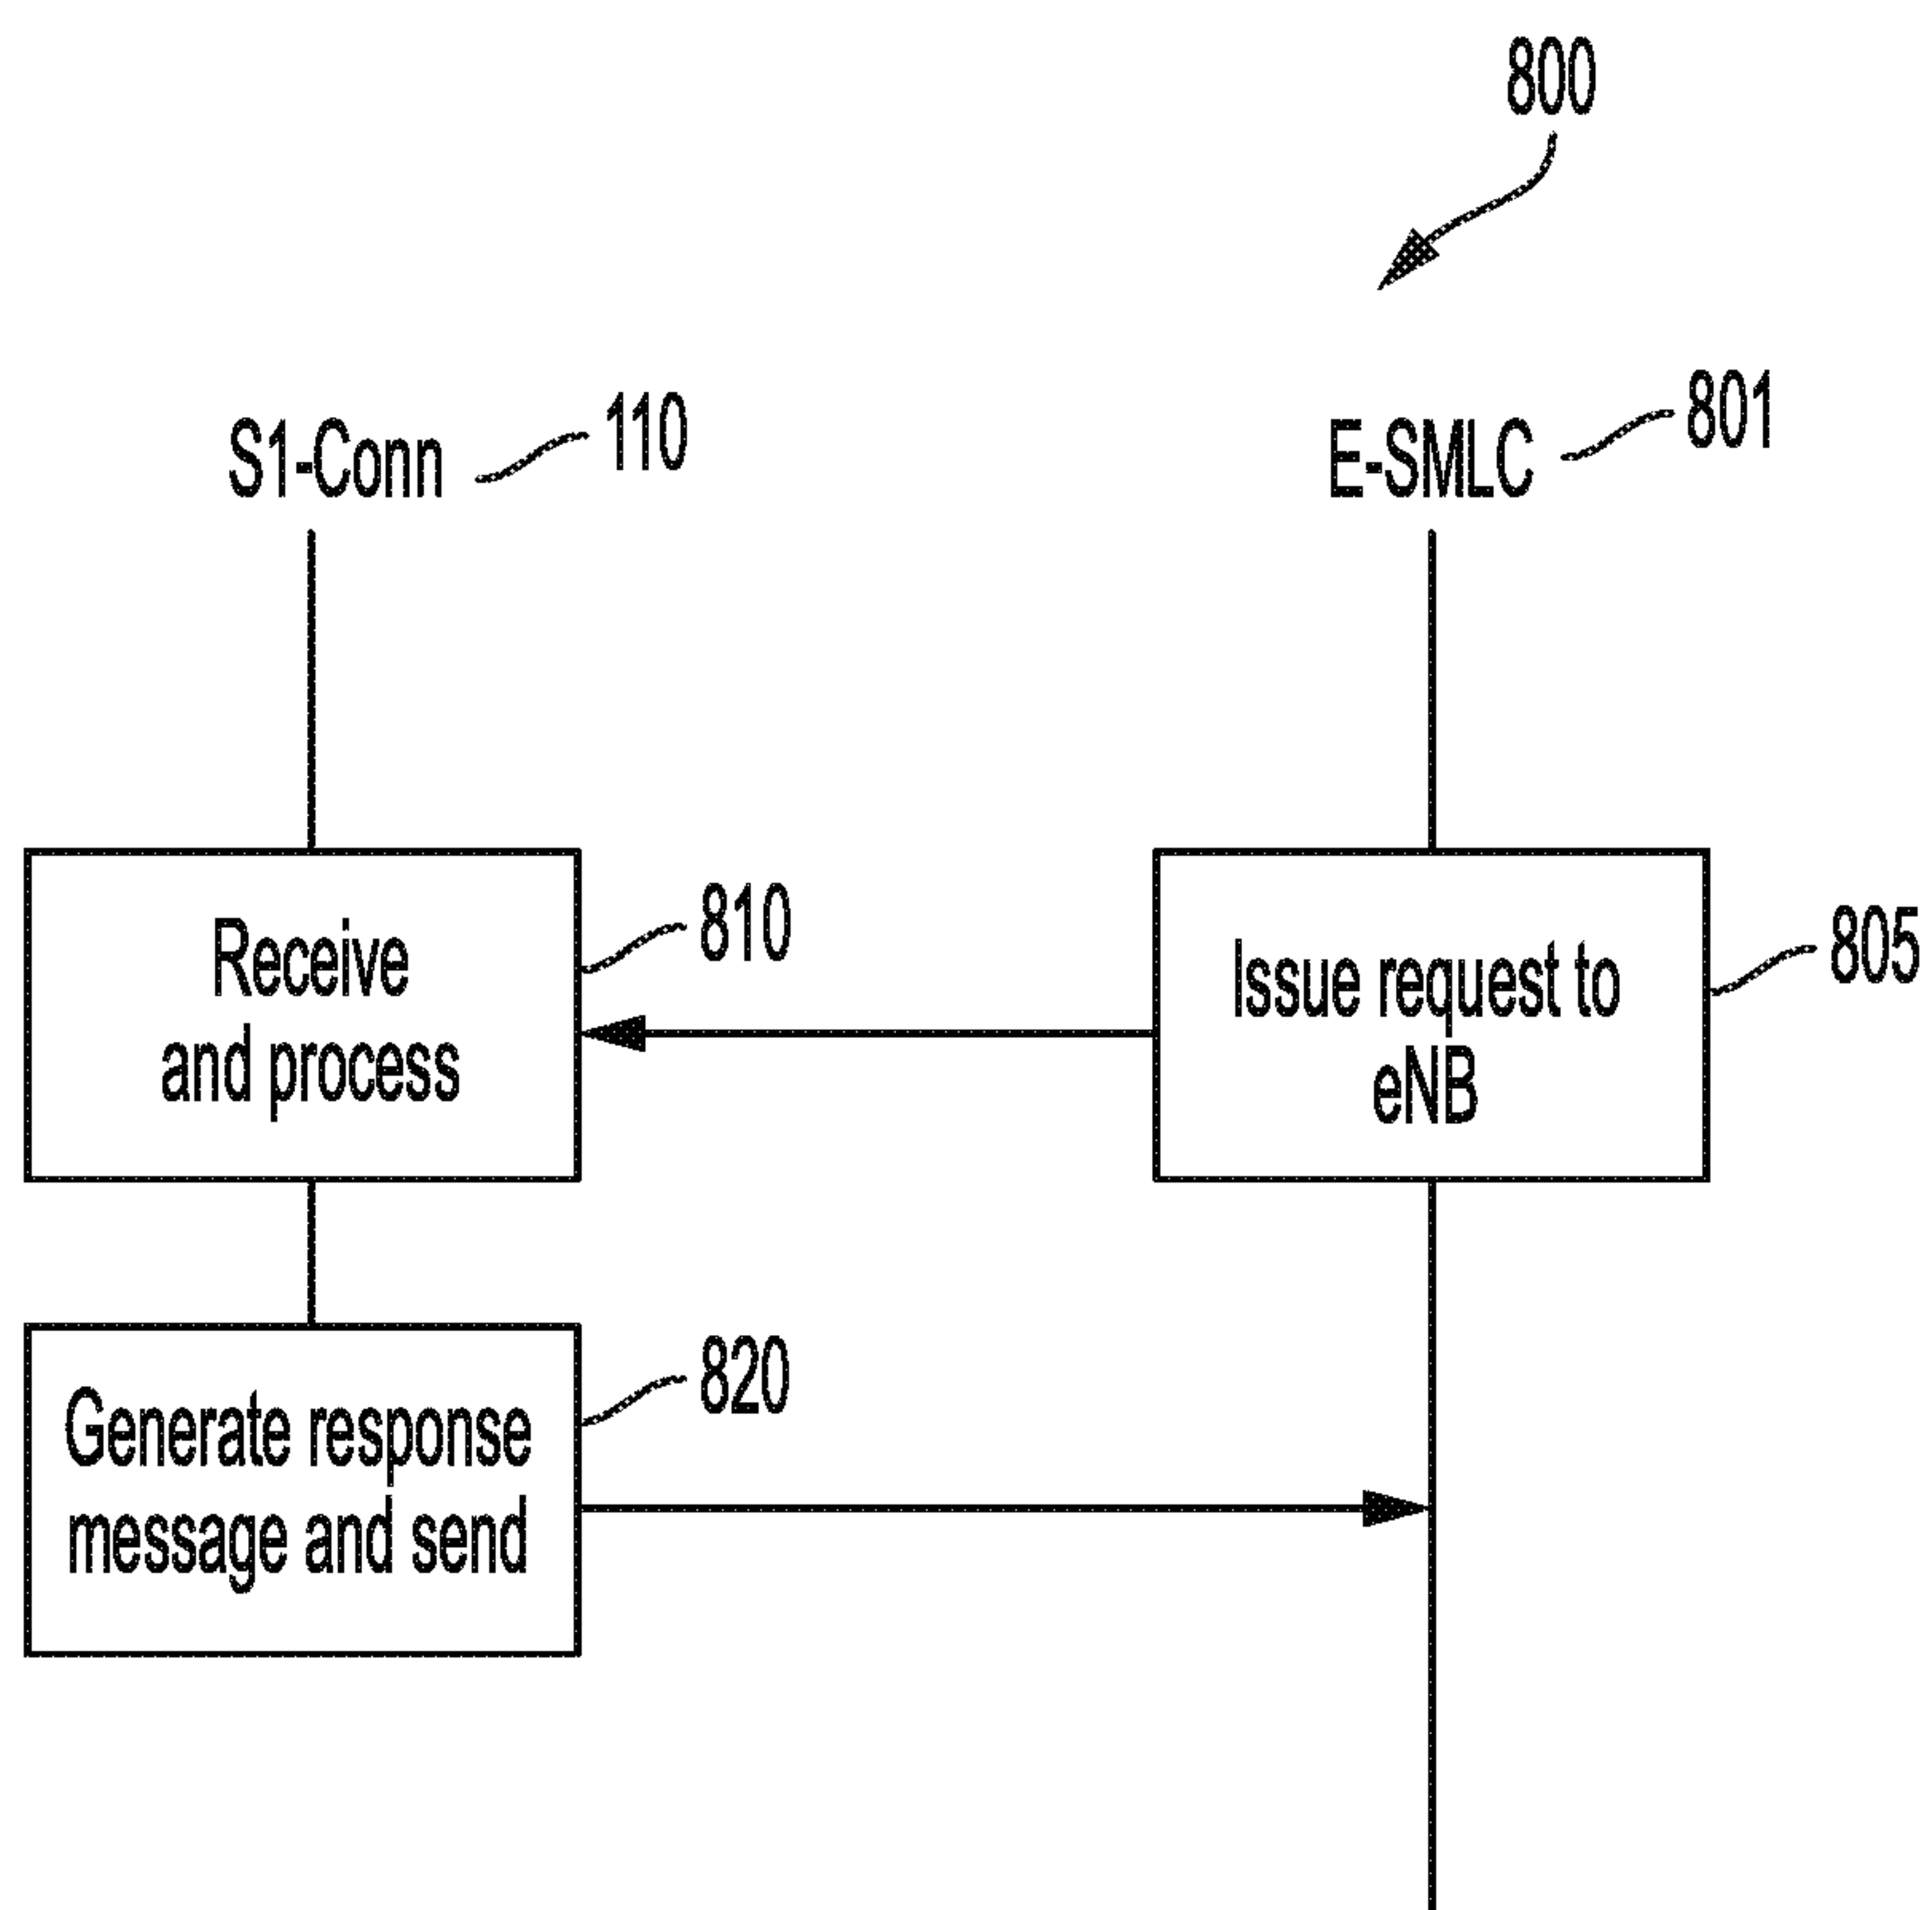 800
S1-Conn 110
E-SMLC 801
Receive
and process
810
Issue request to
eNB
805
Generate response
message and send
820